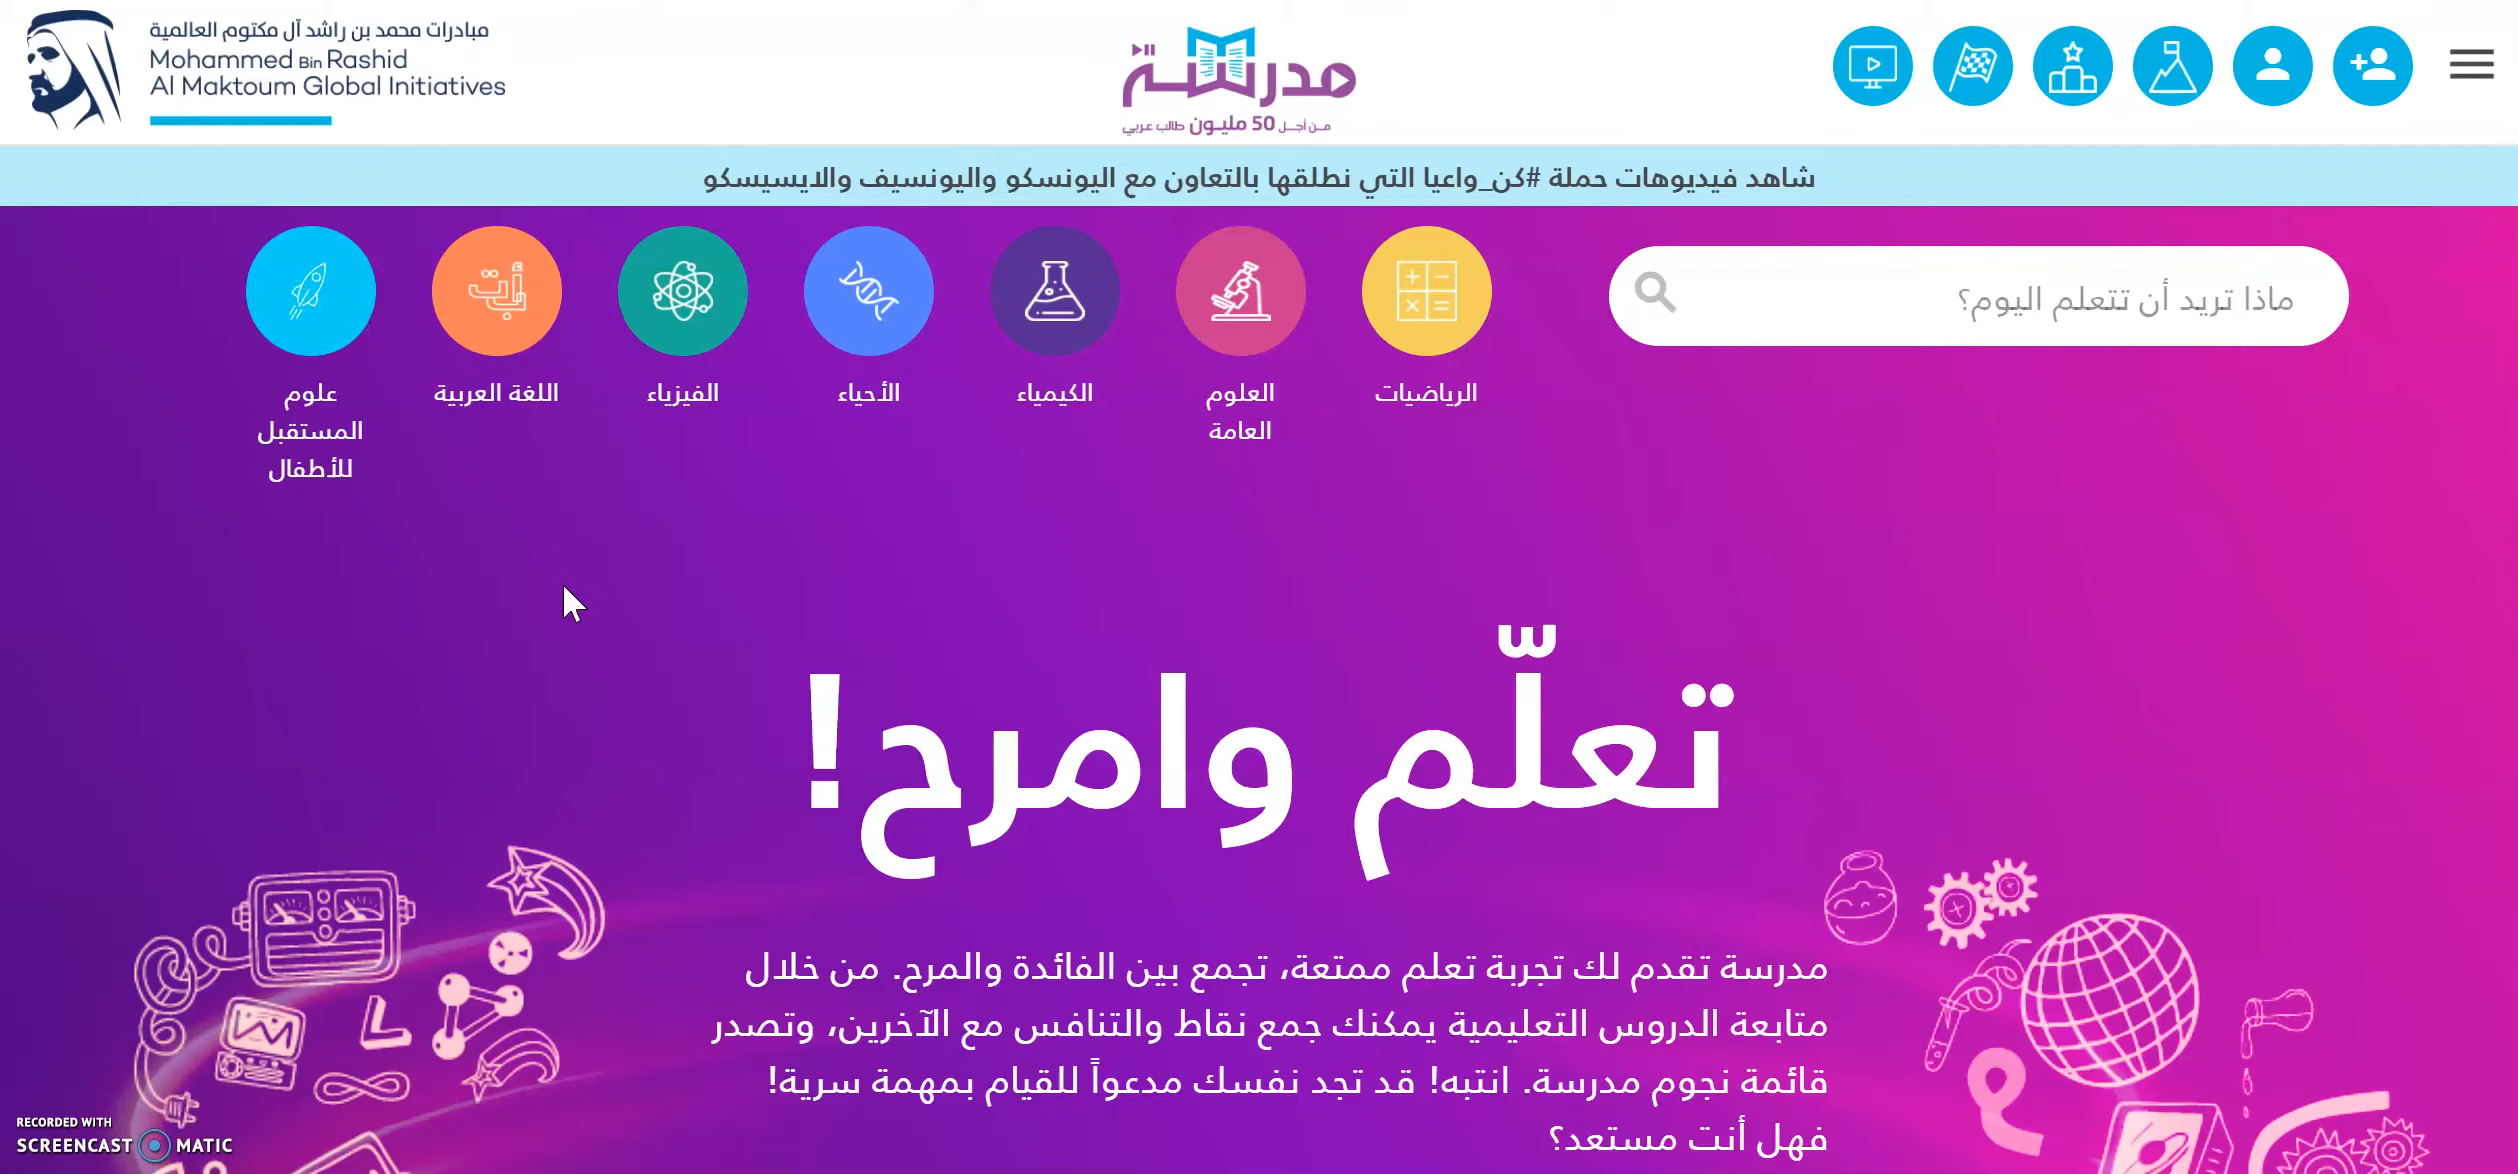 مبادرات محمد بن راشد آل مكتوم العالمية
Mohammed Bin Rashid
Al Maktoum Global Initiatives
مدرسة
من أجل 50 مليون طالب عربي
شاهد فيديوهات حملة #كن_واعيا التي نطلقها بالتعاون مع اليونسكو واليونسيف والايسيسكو
ماذا تريد أن تتعلم اليوم؟
الرياضيات
العلوم
العامة
الكيمياء
الأحياء
الفيزياء
أ ب ت
اللغة العربية
علوم
المستقبل
للأطفال
تعلّم وامرح!
مدرسة تقدم لك تجربة تعلم ممتعة، تجمع بين الفائدة والمرح. من خلال
متابعة الدروس التعليمية يمكنك جمع نقاط والتنافس مع الآخرين، وتصدر
قائمة نجوم مدرسة. انتبه! قد تجد نفسك مدعواً للقيام بمهمة سرية!
فهل أنت مستعد؟
RECORDED WITH
SCREENCAST MATIC